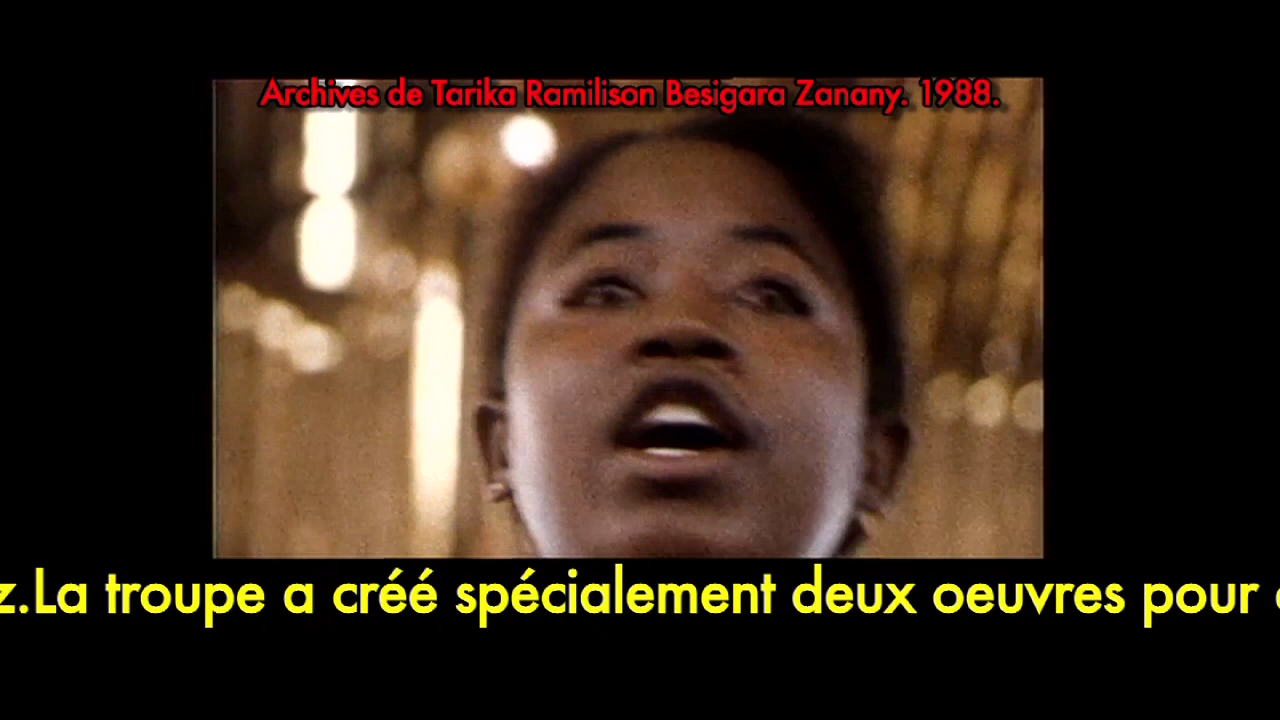 Archives de Tarika Ramilison Besigara Zanany. 1988.
z.La troupe a créé spécialement deux oeuvres pour